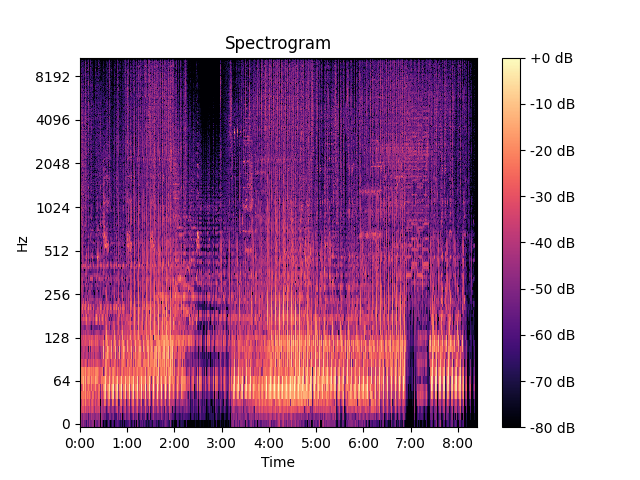 Spectrogram
8192
4096
2048
1024
512
256
128
64
0
Hz
0:00 1:00 2:00 3:00 4:00 5:00 6:00 7:00 8:00
Time
+0 dB
-10 dB
-20 dB
-30 dB
-40 dB
-50 dB
-60 dB
-70 dB
-80 dB